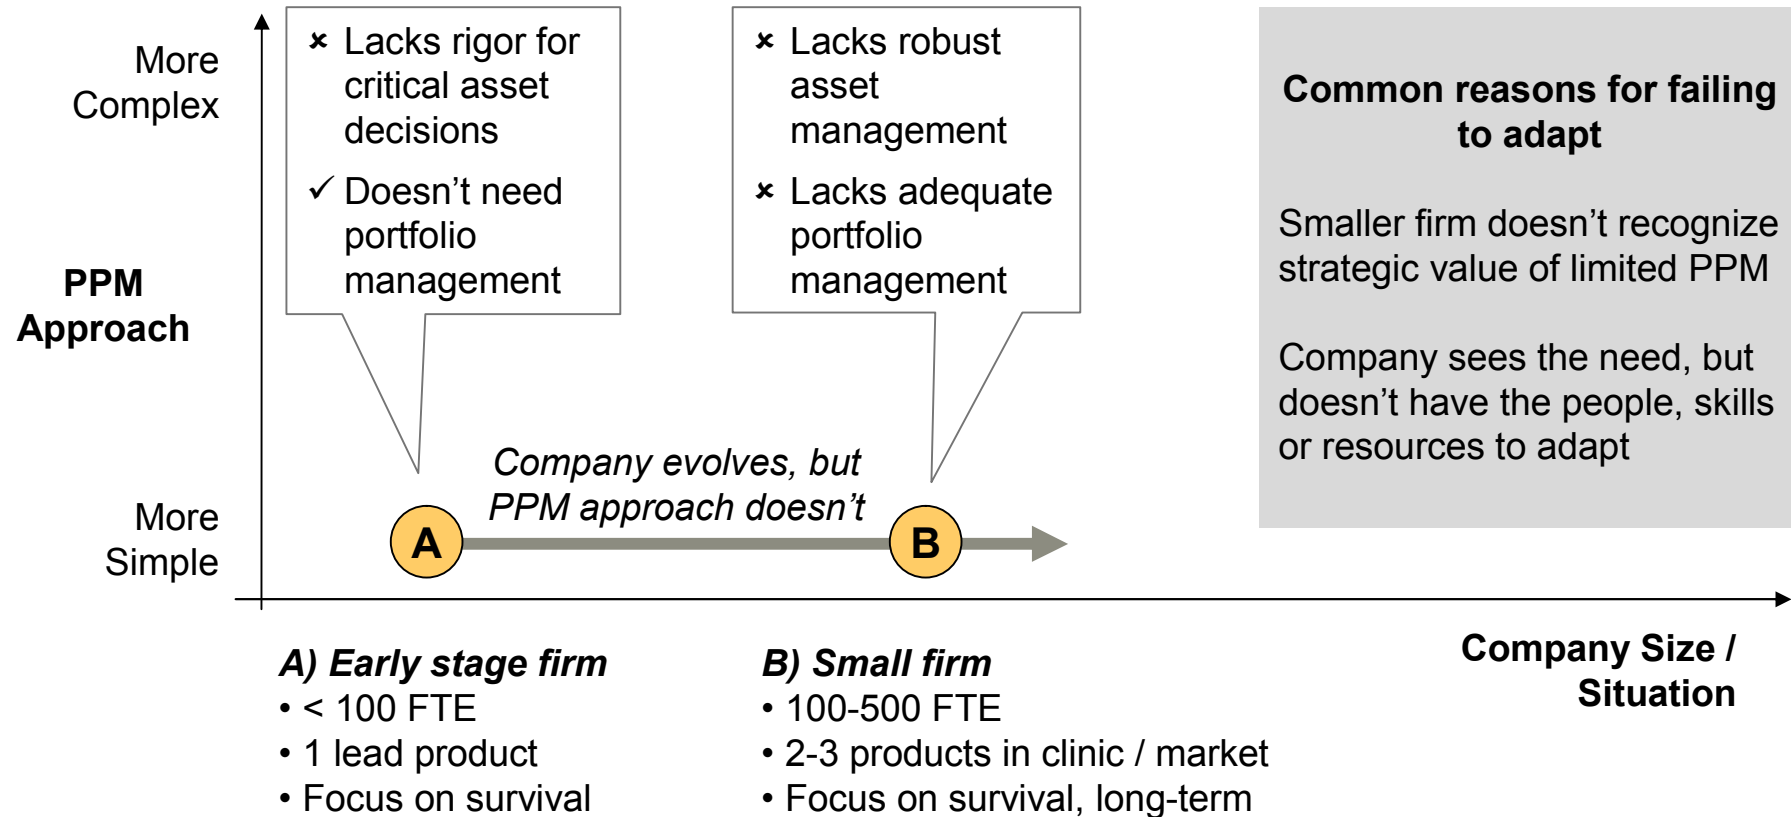 More
Complex
PPM
Approach
More
Simple
× Lacks rigor for
critical asset
decisions
✓ Doesn’t need
portfolio
management
× Lacks robust
asset
management
× Lacks adequate
portfolio
management
Common reasons for failing
to adapt
Smaller firm doesn’t recognize
strategic value of limited PPM
Company sees the need, but
doesn’t have the people, skills
or resources to adapt
Company evolves, but
PPM approach doesn’t
A
B
A) Early stage firm
• < 100 FTE
• 1 lead product
• Focus on survival
B) Small firm
• 100-500 FTE
• 2-3 products in clinic / market
• Focus on survival, long-term
Company Size /
Situation